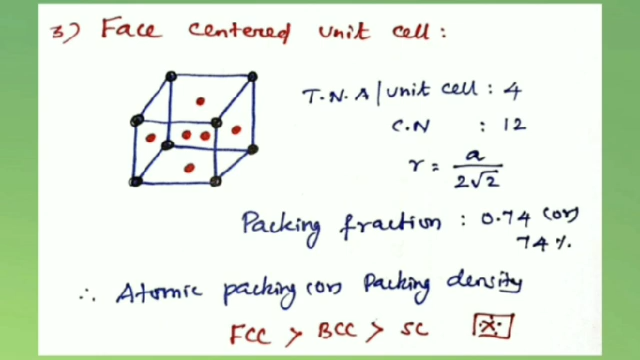 3) Face centered unit cell:
T.N.A/unit cell : 4
C.N : 12
r = a / 2√2
Packing fraction : 0.74 (or)
74%.
∴ Atomic packing (or) Packing density
FCC > BCC > SC